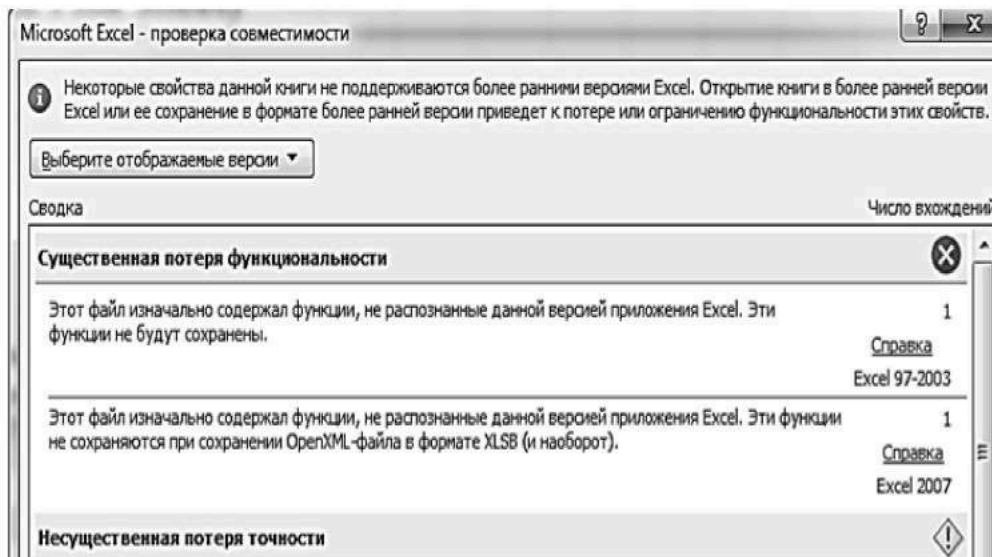 Microsoft Excel - проверка совместимости
Некоторые свойства данной книги не поддерживаются более ранними версиями Excel. Открытие книги в более ранней версии
Excel или ее сохранение в формате более ранней версии приведет к потере или ограничению функциональности этих свойств.
Выберите отображаемые версии
Сводка
Число вхождений
Существенная потеря функциональности
Этот файл изначально содержал функции, не распознанные данной версией приложения Excel. Эти
функции не будут сохранены.
1
Справка
Excel 97-2003
Этот файл изначально содержал функции, не распознанные данной версией приложения Excel. Эти функции
не сохраняются при сохранении OpenXML-файла в формате XLSB (и наоборот).
1
Справка
Excel 2007
Несущественная потеря точности